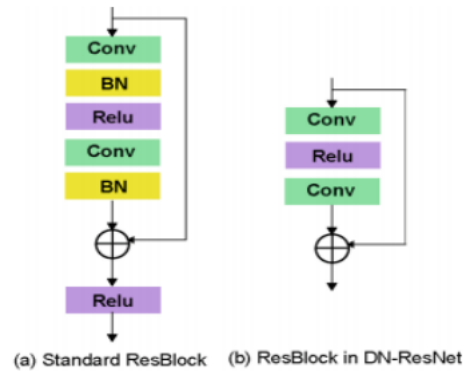 Conv
BN
Relu
Conv
BN
Relu
(a) Standard ResBlock
Conv
Relu
Conv
(b) ResBlock in DN-ResNet